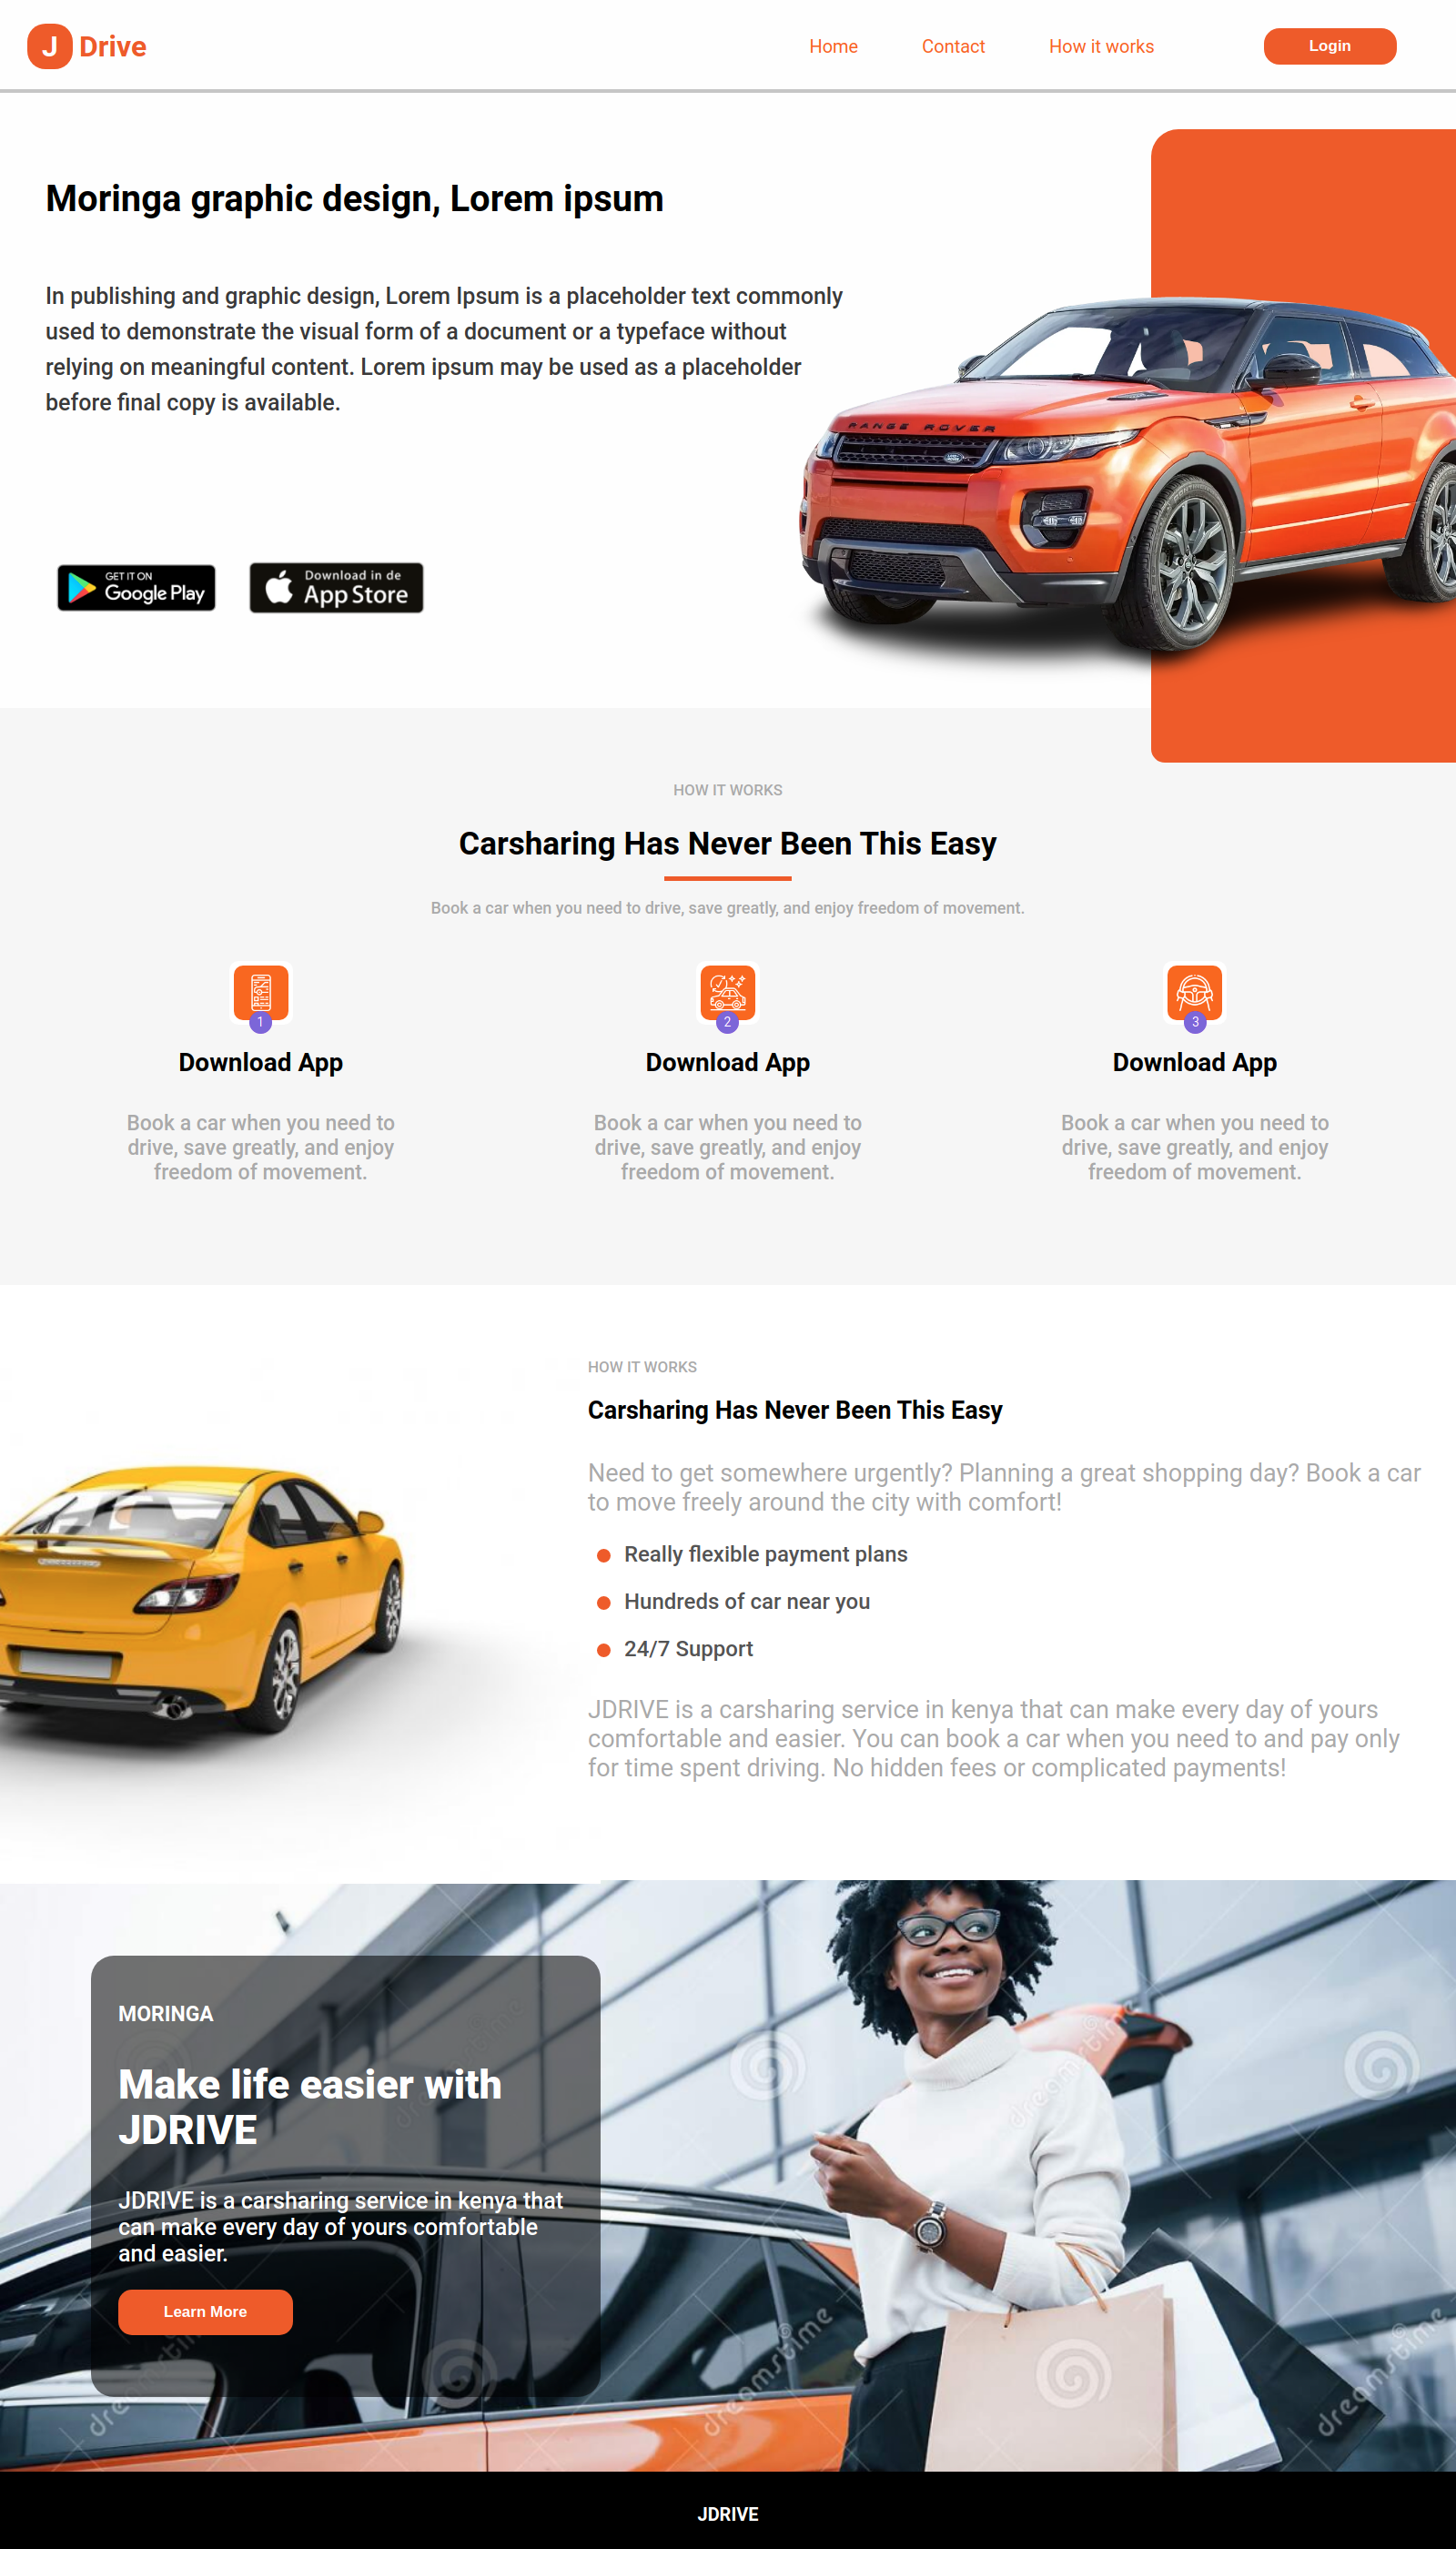 J Drive
Home
Contact
How it works
Login
Moringa graphic design, Lorem ipsum
In publishing and graphic design, Lorem Ipsum is a placeholder text commonly
used to demonstrate the visual form of a document or a typeface without
relying on meaningful content. Lorem ipsum may be used as a placeholder
before final copy is available.
RANGE ROVER
GET IT ON
Google Play
Download in de
App Store
HOW IT WORKS
Carsharing Has Never Been This Easy
Book a car when you need to drive, save greatly, and enjoy freedom of movement.
1
Download App
Book a car when you need to
drive, save greatly, and enjoy
freedom of movement.
2
Download App
Book a car when you need to
drive, save greatly, and enjoy
freedom of movement.
3
Download App
Book a car when you need to
drive, save greatly, and enjoy
freedom of movement.
HOW IT WORKS
Carsharing Has Never Been This Easy
Need to get somewhere urgently? Planning a great shopping day? Book a car
to move freely around the city with comfort!
Really flexible payment plans
Hundreds of car near you
24/7 Support
JDRIVE is a carsharing service in kenya that can make every day of yours
comfortable and easier. You can book a car when you need to and pay only
for time spent driving. No hidden fees or complicated payments!
MORINGA
Make life easier with
JDRIVE
JDRIVE is a carsharing service in kenya that
can make every day of yours comfortable
and easier.
Learn More
dreamstime
dreamstime
dreamstime
dreamstime
JDRIVE